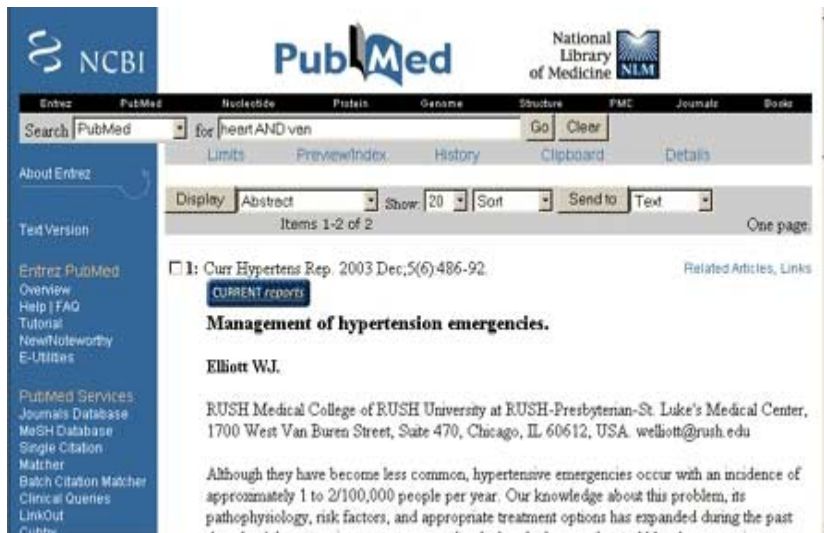 NCBI
PubMed
National
Library
of Medicine NLM
Entrez PubMed Nucleotide Protein Genome Structure PMC Journals Books
Search PubMed for heart AND van Go Clear
Limits Preview/Index History Clipboard Details
About Entrez
Display Abstract Show: 20 Sort Send to Text
Items 1-2 of 2 One page.
Text Version
Entrez PubMed
Overview
Help | FAQ
Tutorial
New/Noteworthy
E-Utilities
PubMed Services
Journals Database
MeSH Database
Single Citation
Matcher
Batch Citation Matcher
Clinical Queries
LinkOut
Cubby
1: Curr Hypertens Rep. 2003 Dec;5(6):486-92. Related Articles, Links
CURRENT reports
Management of hypertension emergencies.
Elliott WJ.
RUSH Medical College of RUSH University at RUSH-Presbyterian-St. Luke's Medical Center,
1700 West Van Buren Street, Suite 470, Chicago, IL 60612, USA. welliott@rush.edu
Although they have become less common, hypertensive emergencies occur with an incidence of
approximately 1 to 2/100,000 people per year. Our knowledge about this problem, its
pathophysiology, risk factors, and appropriate treatment options has expanded during the past